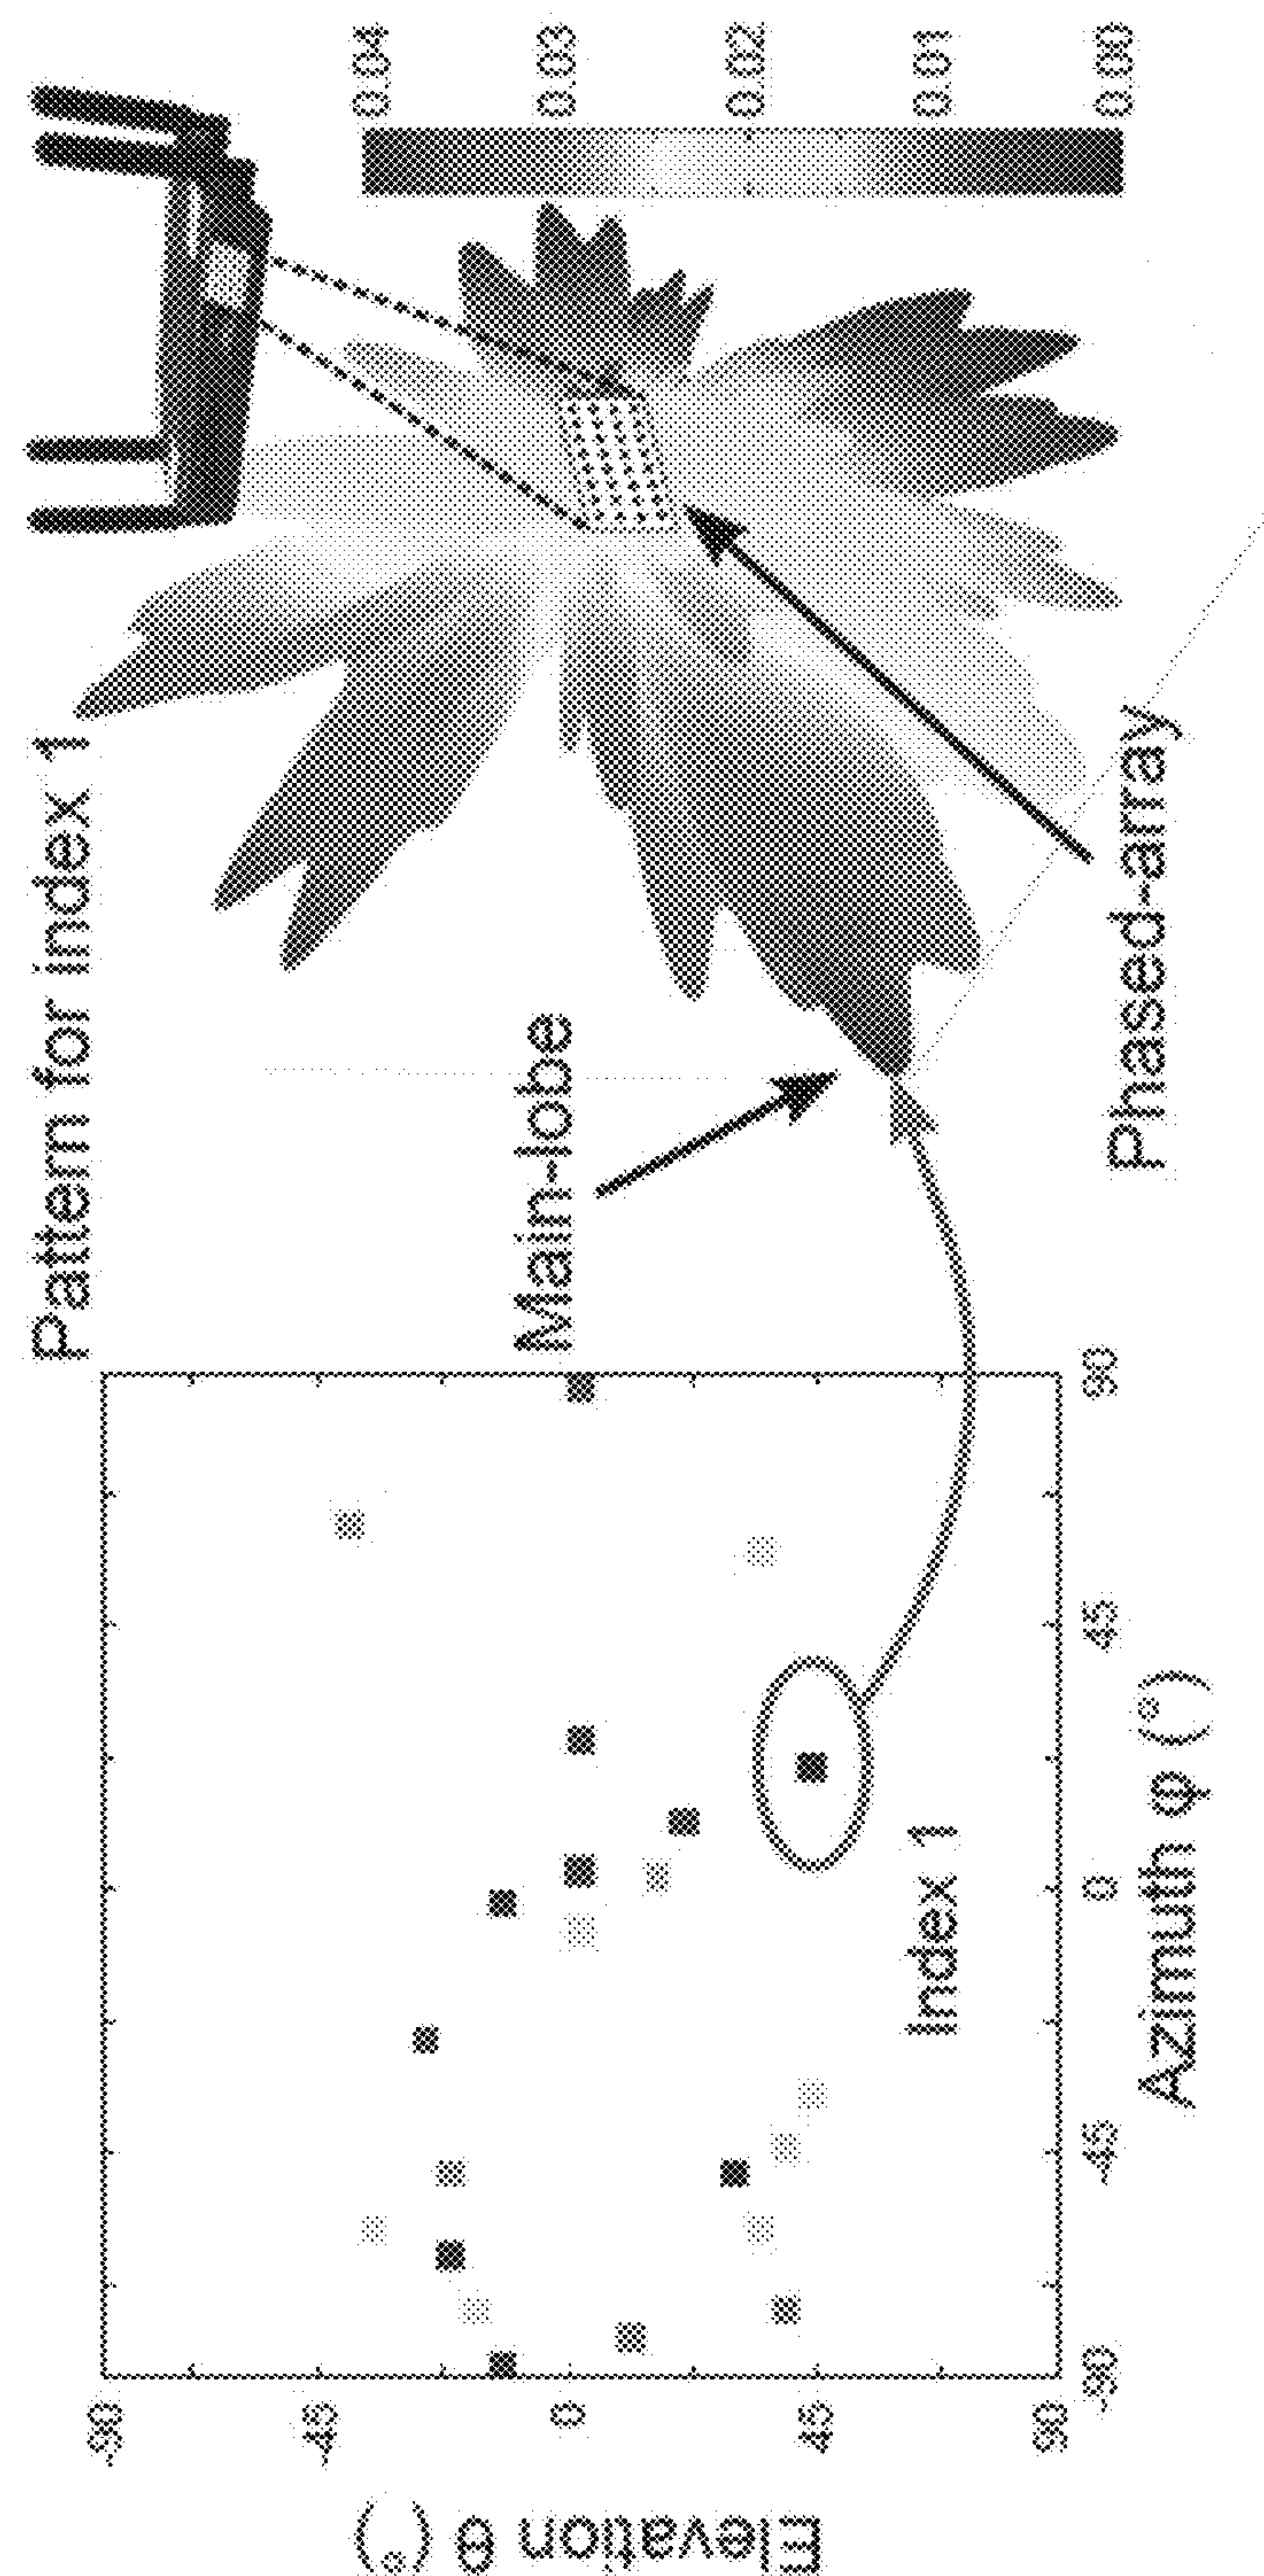 Pattern for index 1
Elevation θ (°)
-90
-45
0
45
90
Main-lobe
Index 1
-90
-45
0
45
90
Azimuth φ (°)
Phased-array
0.04
0.03
0.02
0.01
0.00